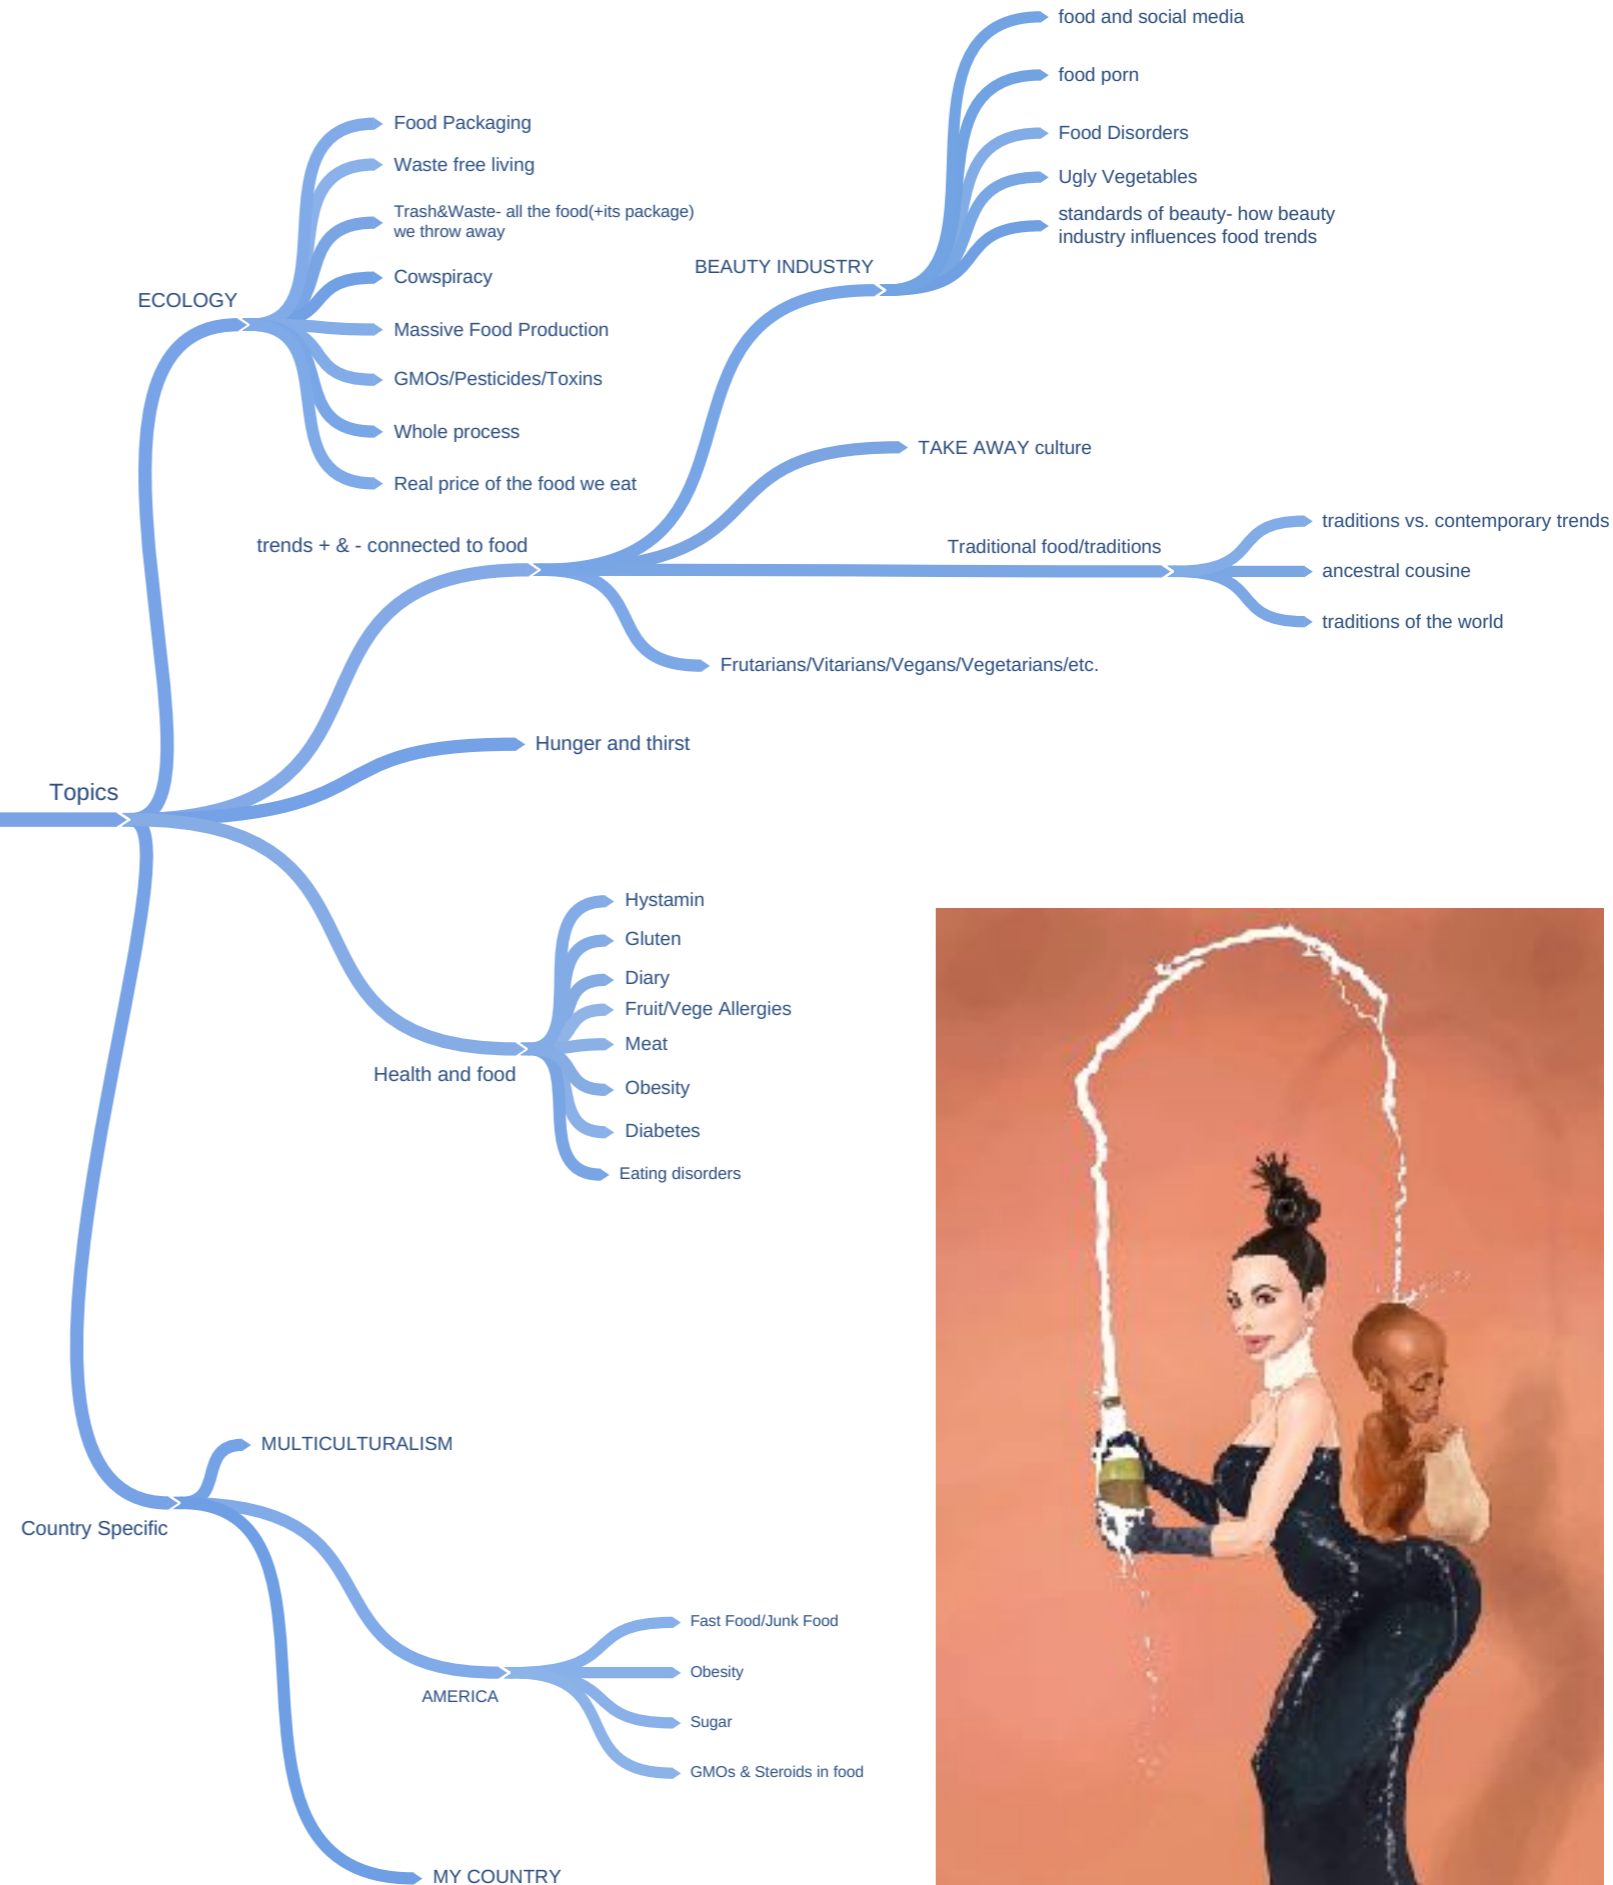 food and social media
food porn
Food Disorders
Ugly Vegetables
standards of beauty- how beauty
industry influences food trends
BEAUTY INDUSTRY
Food Packaging
Waste free living
Trash&Waste- all the food(+its package)
we throw away
Cowspiracy
Massive Food Production
GMOs/Pesticides/Toxins
Whole process
Real price of the food we eat
ECOLOGY
TAKE AWAY culture
trends + & - connected to food
Traditional food/traditions
traditions vs. contemporary trends
ancestral cousine
traditions of the world
Frutarians/Vitarians/Vegans/Vegetarians/etc.
Hunger and thirst
Topics
Hystamin
Gluten
Diary
Fruit/Vege Allergies
Meat
Obesity
Diabetes
Eating disorders
Health and food
MULTICULTURALISM
Country Specific
Fast Food/Junk Food
Obesity
Sugar
GMOs & Steroids in food
AMERICA
MY COUNTRY